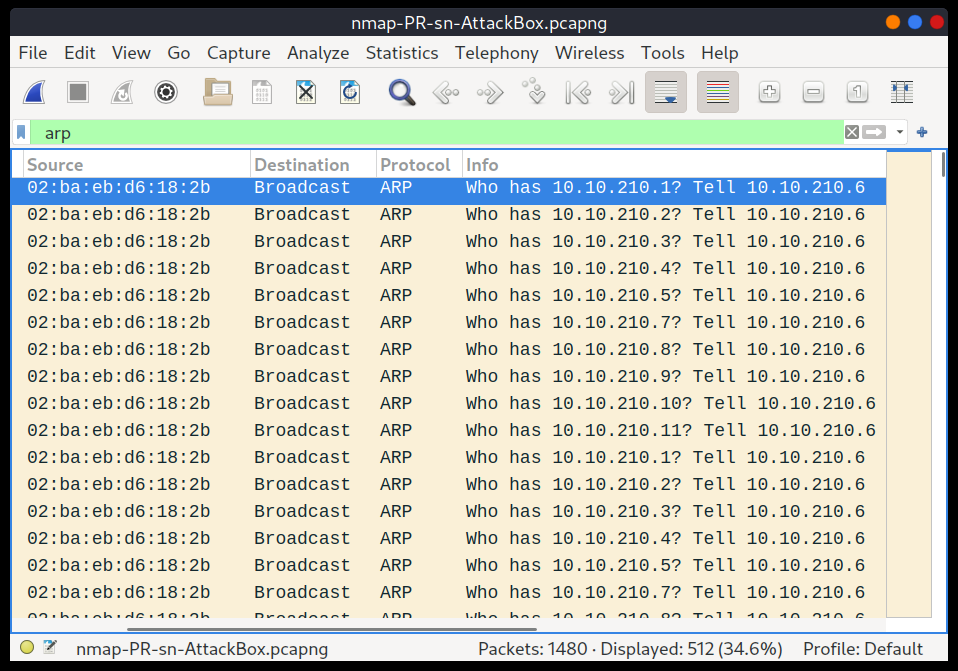 nmap-PR-sn-AttackBox.pcapng
File Edit View Go Capture Analyze Statistics Telephony Wireless Tools Help
arp
Source Destination Protocol Info
02:ba:eb:d6:18:2b Broadcast ARP Who has 10.10.210.1? Tell 10.10.210.6
02:ba:eb:d6:18:2b Broadcast ARP Who has 10.10.210.2? Tell 10.10.210.6
02:ba:eb:d6:18:2b Broadcast ARP Who has 10.10.210.3? Tell 10.10.210.6
02:ba:eb:d6:18:2b Broadcast ARP Who has 10.10.210.4? Tell 10.10.210.6
02:ba:eb:d6:18:2b Broadcast ARP Who has 10.10.210.5? Tell 10.10.210.6
02:ba:eb:d6:18:2b Broadcast ARP Who has 10.10.210.7? Tell 10.10.210.6
02:ba:eb:d6:18:2b Broadcast ARP Who has 10.10.210.8? Tell 10.10.210.6
02:ba:eb:d6:18:2b Broadcast ARP Who has 10.10.210.9? Tell 10.10.210.6
02:ba:eb:d6:18:2b Broadcast ARP Who has 10.10.210.10? Tell 10.10.210.6
02:ba:eb:d6:18:2b Broadcast ARP Who has 10.10.210.11? Tell 10.10.210.6
02:ba:eb:d6:18:2b Broadcast ARP Who has 10.10.210.1? Tell 10.10.210.6
02:ba:eb:d6:18:2b Broadcast ARP Who has 10.10.210.2? Tell 10.10.210.6
02:ba:eb:d6:18:2b Broadcast ARP Who has 10.10.210.3? Tell 10.10.210.6
02:ba:eb:d6:18:2b Broadcast ARP Who has 10.10.210.4? Tell 10.10.210.6
02:ba:eb:d6:18:2b Broadcast ARP Who has 10.10.210.5? Tell 10.10.210.6
02:ba:eb:d6:18:2b Broadcast ARP Who has 10.10.210.7? Tell 10.10.210.6
nmap-PR-sn-AttackBox.pcapng Packets: 1480 · Displayed: 512 (34.6%) Profile: Default